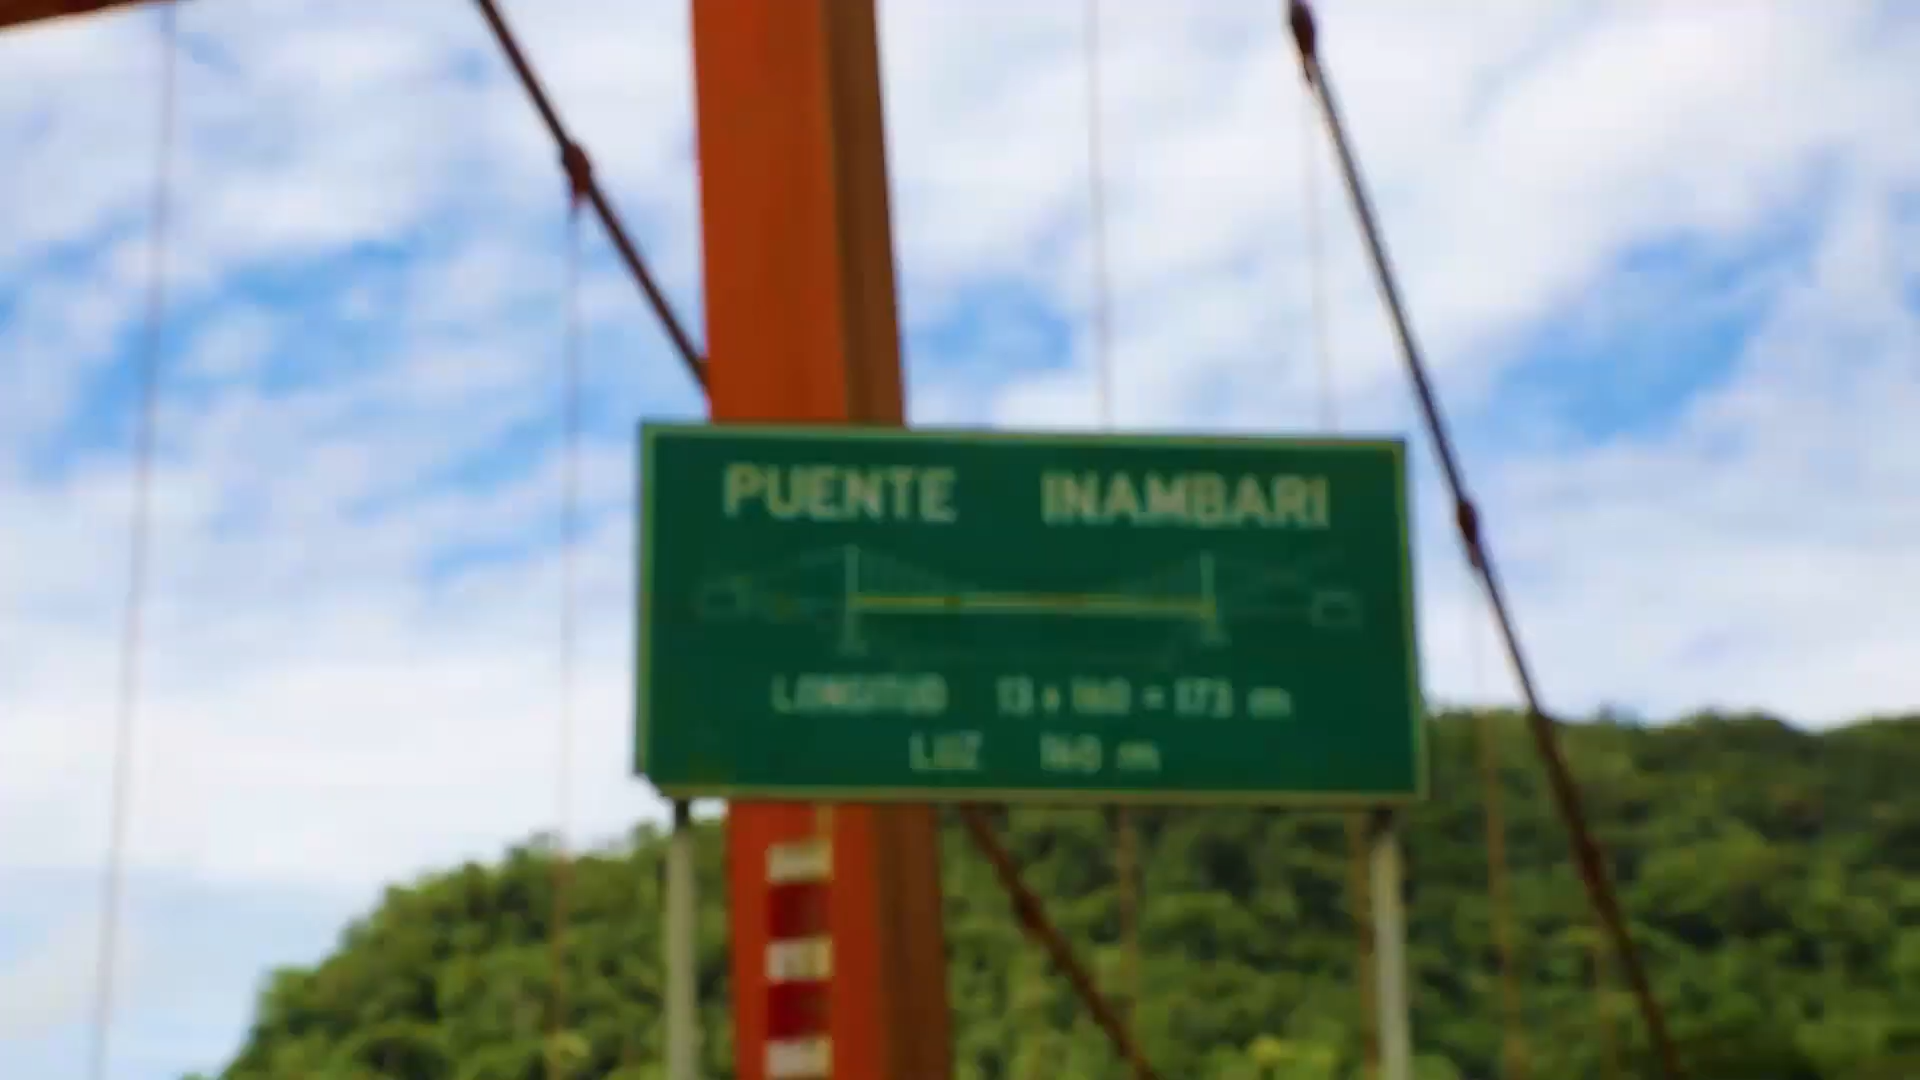 PUENTE INAMBARI
LONGITUD 13 + 160 = 173 m
LUZ 160 m